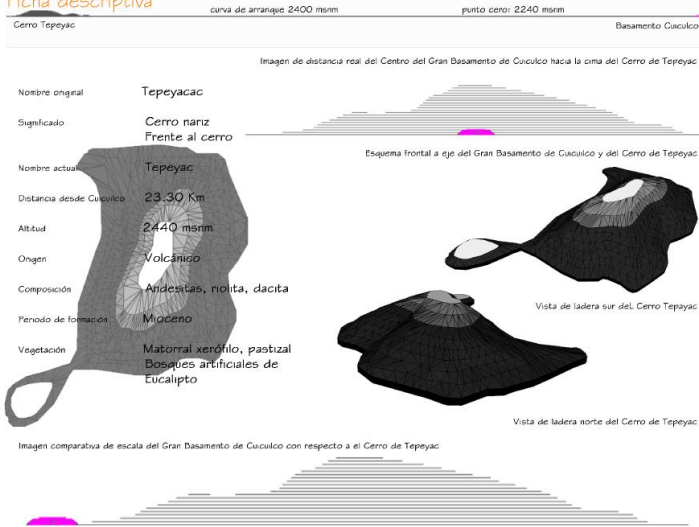 Ficha descriptiva
curva de arranque 2400 msnm
punto cero: 2240 msnm
Cerro Tepeyac
Basamento Cuicuilco
Imagen de distancia real del Centro del Gran Basamento de Cuicuilco hacia la cima del Cerro de Tepeyac
Nombre original Tepeyacac
Significado Cerro nariz
Frente al cerro
Esquema frontal a eje del Gran Basamento de Cuicuilco y del Cerro de Tepeyac
Nombre actual Tepeyac
Distancia desde Cuicuilco 23.30 Km
Altitud 2440 msnm
Origen Volcánico
Composición Andesitas, riolita, dacita
Vista de ladera sur del Cerro Tepayac
Periodo de formación Mioceno
Vegetación Matorral xerófilo, pastizal
Bosques artificiales de
Eucalipto
Vista de ladera norte del Cerro de Tepeyac
Imagen comparativa de escala del Gran Basamento de Cuicuilco con respecto a el Cerro de Tepeyac